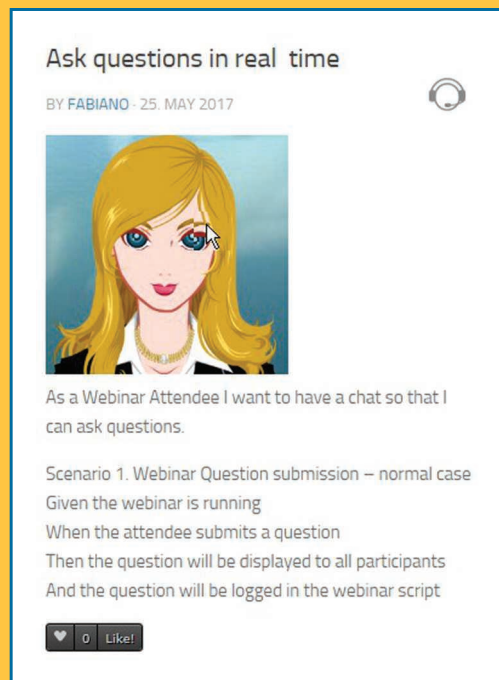 Ask questions in real time
BY FABIANO · 25. MAY 2017
As a Webinar Attendee I want to have a chat so that I
can ask questions.
Scenario 1. Webinar Question submission – normal case
Given the webinar is running
When the attendee submits a question
Then the question will be displayed to all participants
And the question will be logged in the webinar script
0 Like!